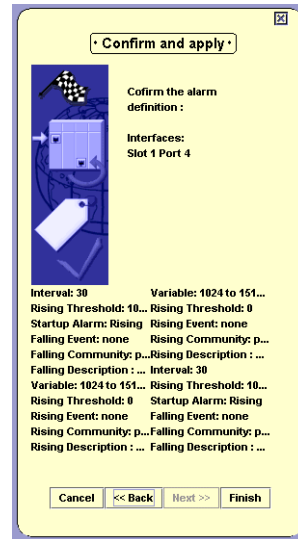 • Confirm and apply •
Cofirm the alarm
definition :
Interfaces:
Slot 1 Port 4
Interval: 30 Variable: 1024 to 151...
Rising Threshold: 10... Rising Threshold: 0
Startup Alarm: Rising Rising Event: none
Falling Event: none Rising Community: p...
Falling Community: p... Rising Description : ...
Falling Description : ... Interval: 30
Variable: 1024 to 151... Rising Threshold: 10...
Rising Threshold: 0 Startup Alarm: Rising
Rising Event: none Falling Event: none
Rising Community: p... Falling Community: p...
Rising Description : ... Falling Description : ...
Cancel << Back Next >> Finish